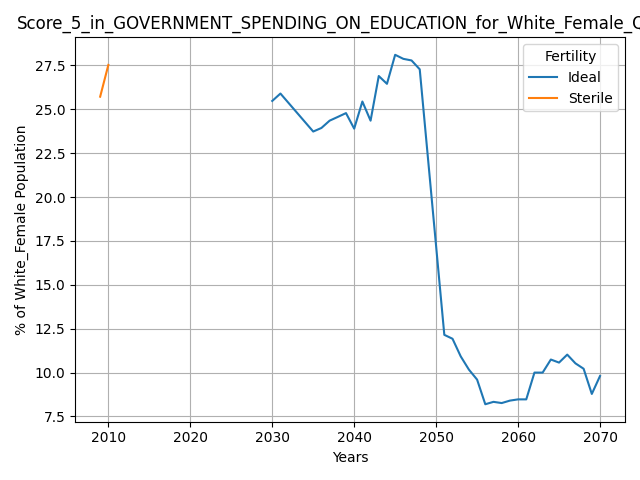 Score_5_in_GOVERNMENT_SPENDING_ON_EDUCATION_for_White_Female_
Fertility
Ideal
Sterile
% of White_Female Population
27.5
25.0
22.5
20.0
17.5
15.0
12.5
10.0
7.5
2010
2020
2030
2040
2050
2060
2070
Years